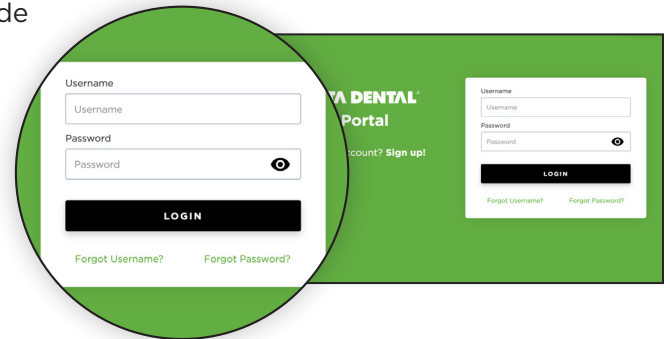 de
Username
Username
Password
Password
LOGIN
Forgot Username? Forgot Password?
TA DENTAL
Portal
ccount? Sign up!
Username
Username
Password
Password
LOGIN
Forgot Username? Forgot Password?